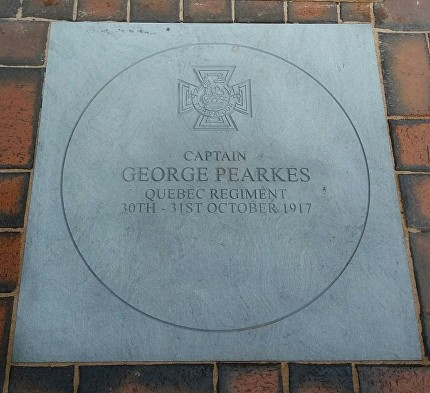 CAPTAIN
GEORGE PEARKES
QUEBEC REGIMENT
30TH - 31ST OCTOBER 1917